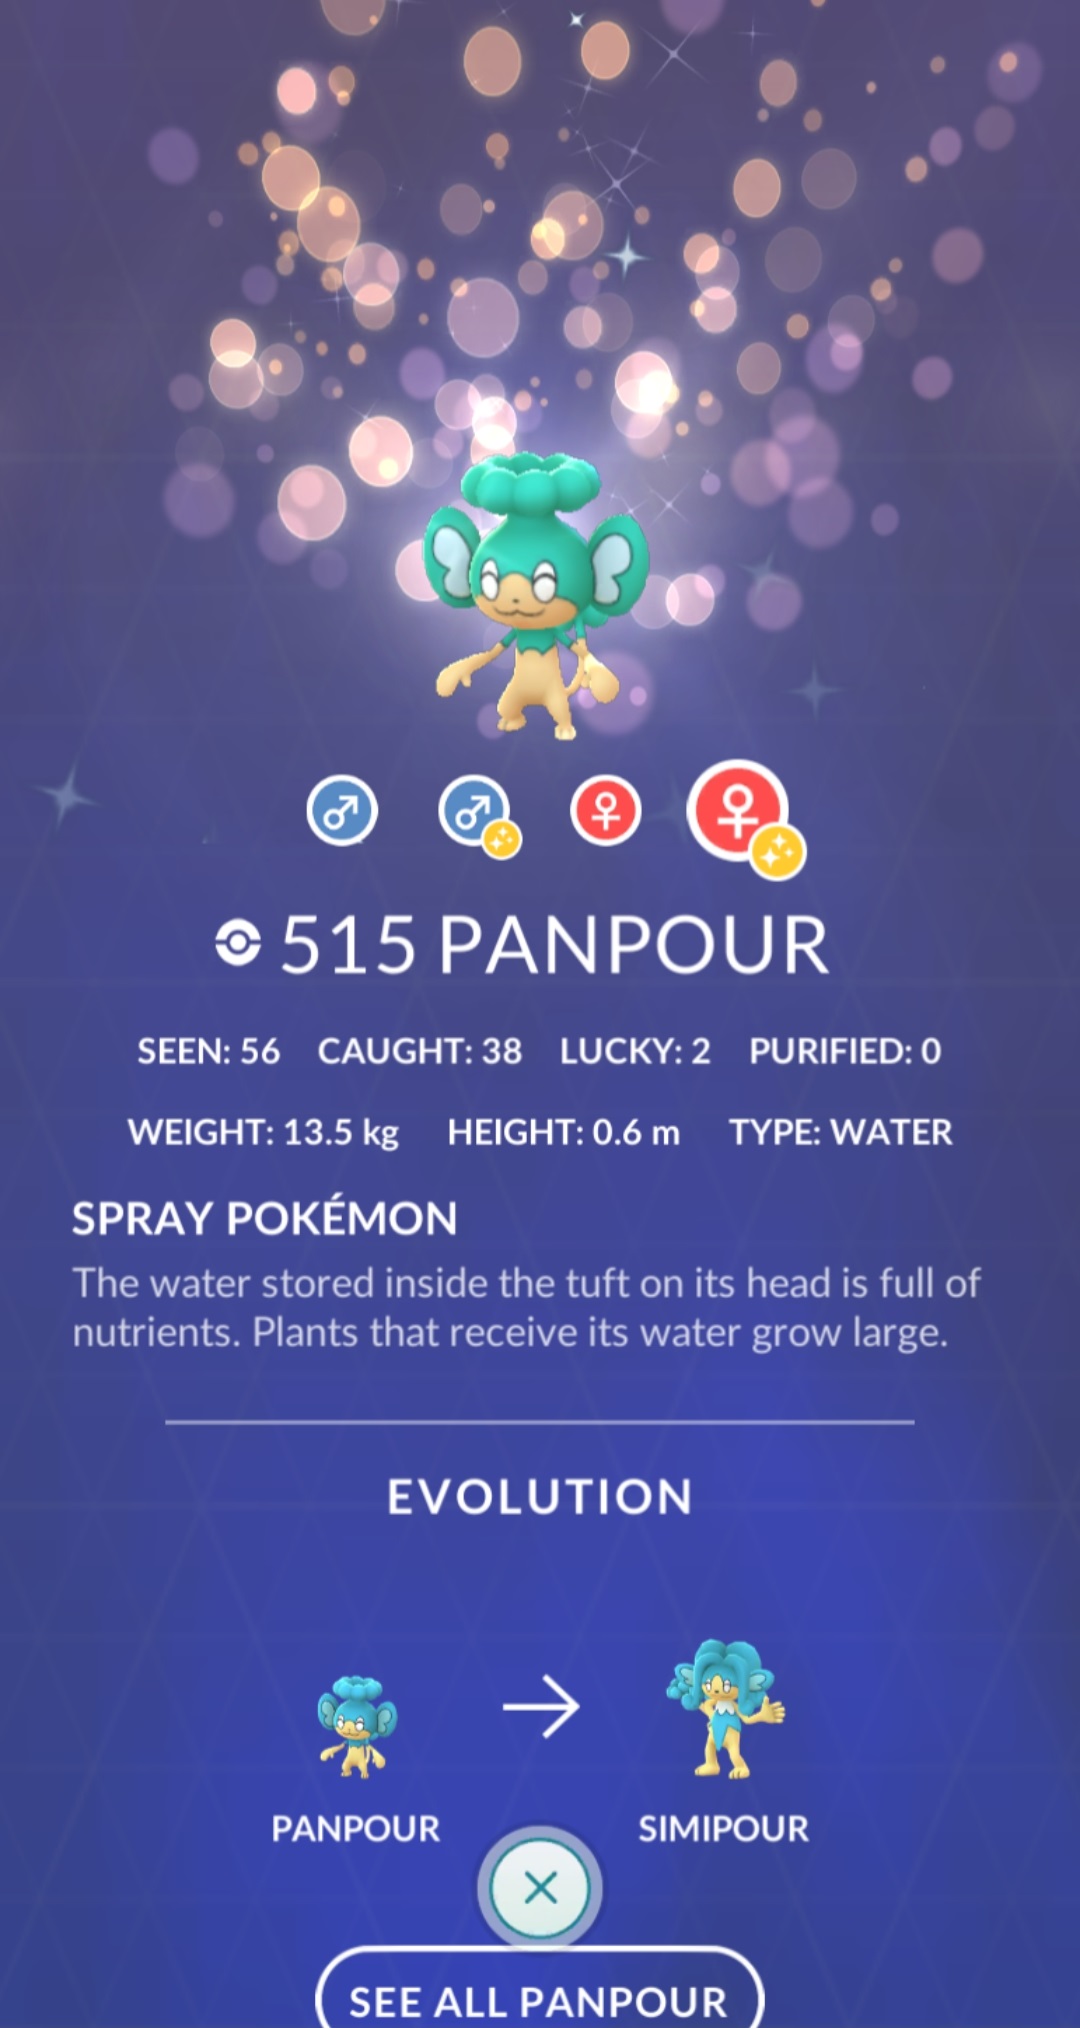 515 PANPOUR
SEEN: 56 CAUGHT: 38 LUCKY: 2 PURIFIED: 0
WEIGHT: 13.5 kg HEIGHT: 0.6 m TYPE: WATER
SPRAY POKÉMON
The water stored inside the tuft on its head is full of
nutrients. Plants that receive its water grow large.
EVOLUTION
PANPOUR SIMIPOUR
SEE ALL PANPOUR